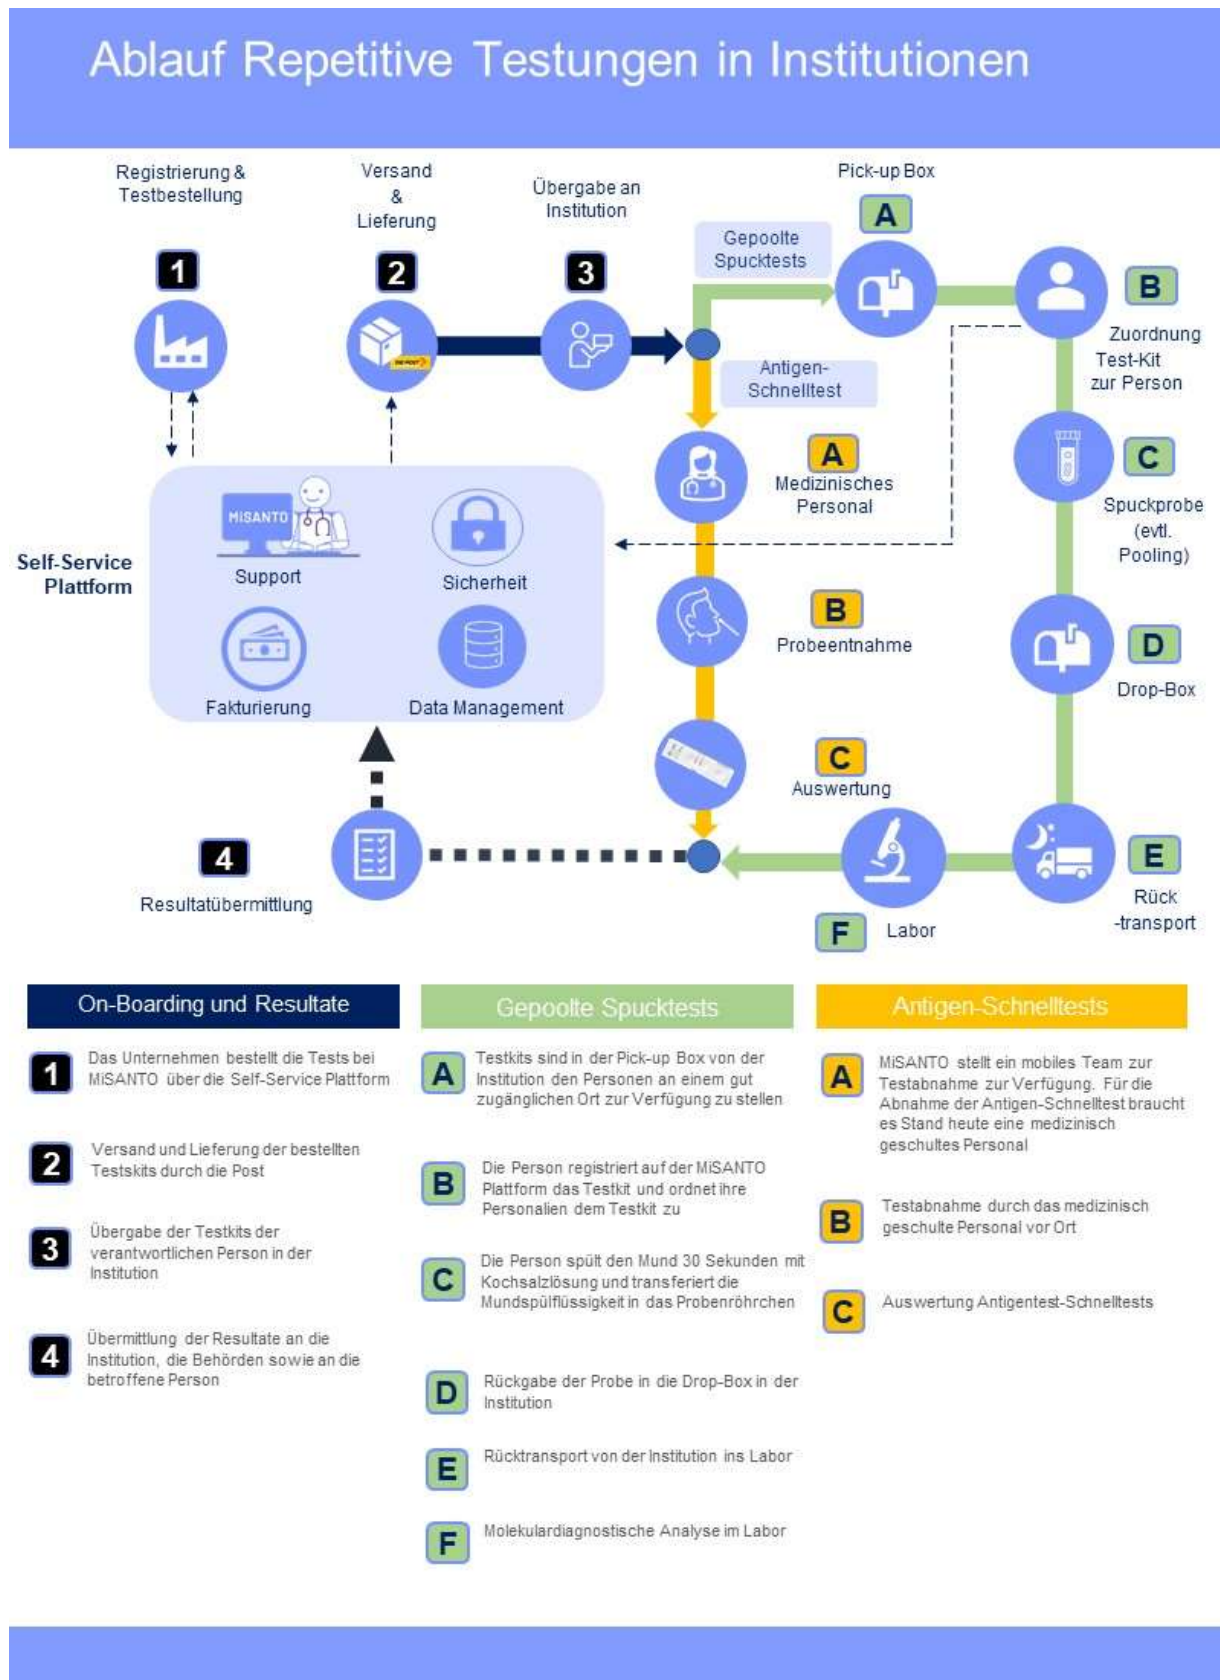 Ablauf Repetitive Testungen in Institutionen
Registrierung &
Testbestellung
Versand
&
Lieferung
Übergabe an
Institution
Pick-up Box
1
2
3
A
Gepoolte
Spucktests
B
Zuordnung
Test-Kit
zur Person
Antigen-
Schnelltest
A
Medizinisches
Personal
C
Spuckprobe
(evtl.
Pooling)
MiSANTO
Support
Sicherheit
Self-Service
Plattform
Fakturierung
Data Management
B
Probeentnahme
D
Drop-Box
C
Auswertung
4
Resultatübermittlung
E
Rück
-transport
F
Labor
On-Boarding und Resultate
1
Das Unternehmen bestellt die Tests bei
MiSANTO über die Self-Service Plattform
2
Versand und Lieferung der bestellten
Testskits durch die Post
3
Übergabe der Testkits der
verantwortlichen Person in der
Institution
4
Übermittlung der Resultate an die
Institution, die Behörden sowie an die
betroffene Person
Gepoolte Spucktests
A
Testkits sind in der Pick-up Box von der
Institution den Personen an einem gut
zugänglichen Ort zur Verfügung zu stellen
B
Die Person registriert auf der MiSANTO
Plattform das Testkit und ordnet ihre
Personalien dem Testkit zu
C
Die Person spült den Mund 30 Sekunden mit
Kochsalzlösung und transferiert die
Mundspülflüssigkeit in das Probenröhrchen
D
Rückgabe der Probe in die Drop-Box in der
Institution
E
Rücktransport von der Institution ins Labor
F
Molekulardiagnostische Analyse im Labor
Antigen-Schnelltests
A
MiSANTO stellt ein mobiles Team zur
Testabnahme zur Verfügung. Für die
Abnahme der Antigen-Schnelltest braucht
es Stand heute eine medizinisch
geschultes Personal
B
Testabnahme durch das medizinisch
geschulte Personal vor Ort
C
Auswertung Antigentest-Schnelltests